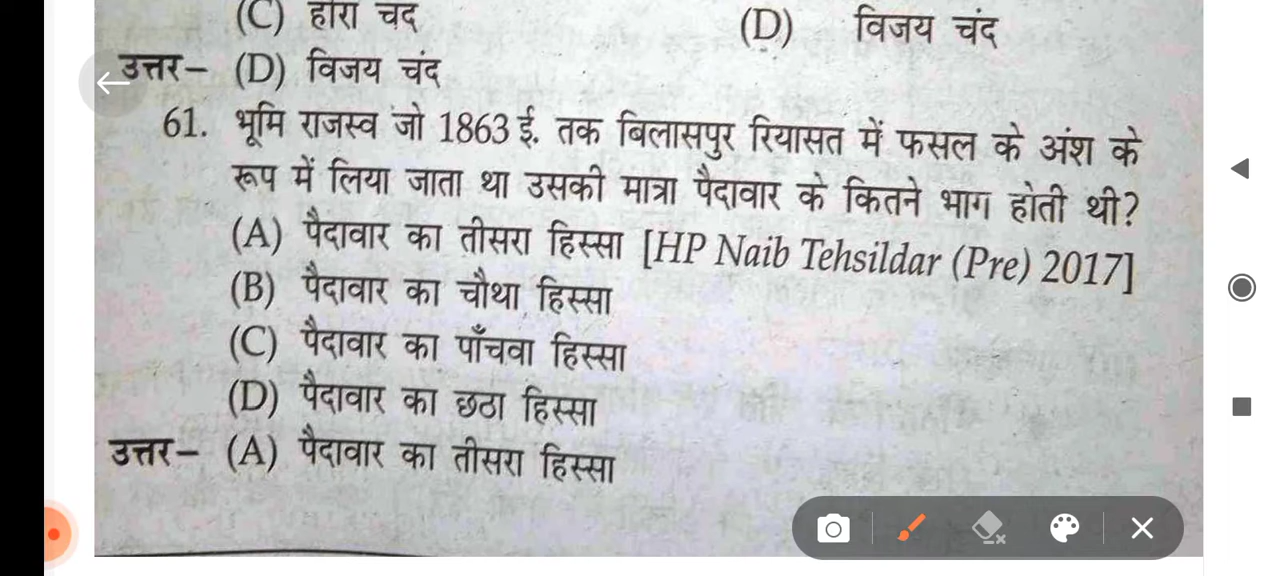 (C) हीरा चंद (D) विजय चंद
उत्तर– (D) विजय चंद
61. भूमि राजस्व जो 1863 ई. तक बिलासपुर रियासत में फसल के अंश के
रूप में लिया जाता था उसकी मात्रा पैदावार के कितने भाग होती थी?
(A) पैदावार का तीसरा हिस्सा [HP Naib Tehsildar (Pre) 2017]
(B) पैदावार का चौथा हिस्सा
(C) पैदावार का पाँचवा हिस्सा
(D) पैदावार का छठा हिस्सा
उत्तर– (A) पैदावार का तीसरा हिस्सा